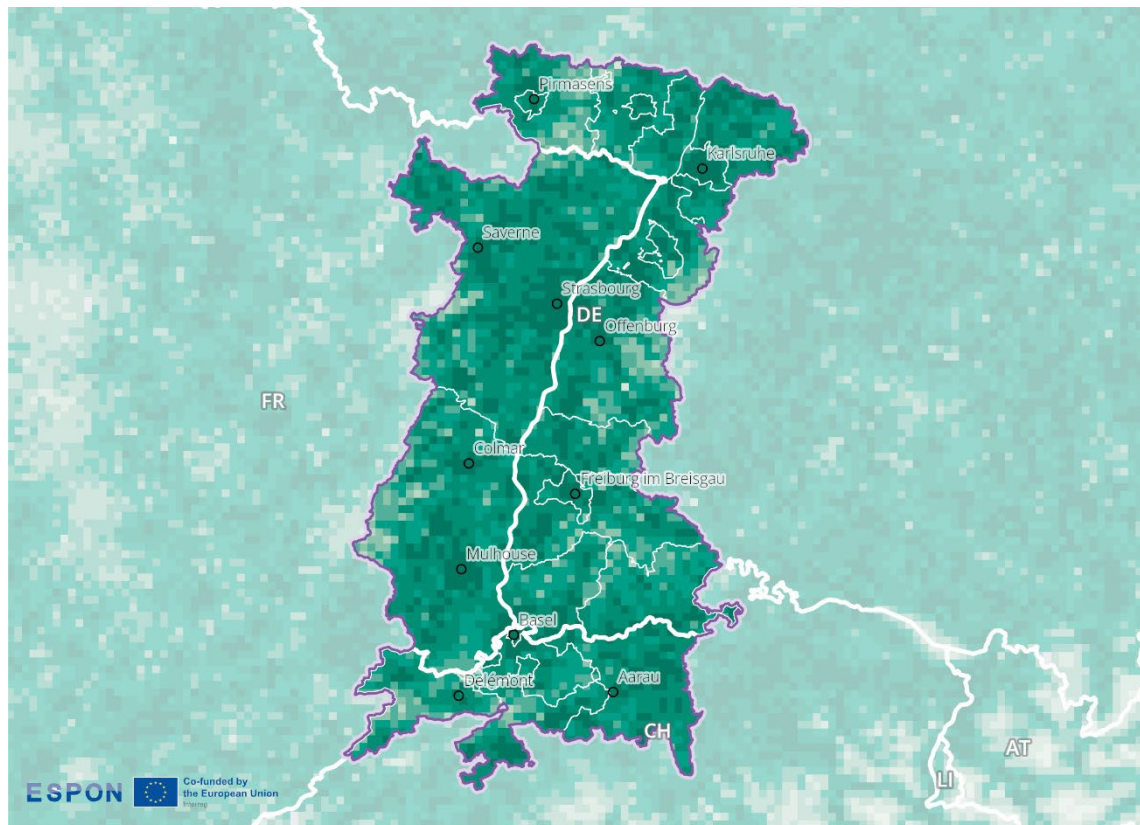 Pirmasens
Karlsruhe
Saverne
Strasbourg
DE
Offenburg
FR
Colmar
Freiburg im Breisgau
Mulhouse
Basel
Delémont
Aarau
CH
AT
LI
ESPON
Co-funded by
the European Union
Interreg